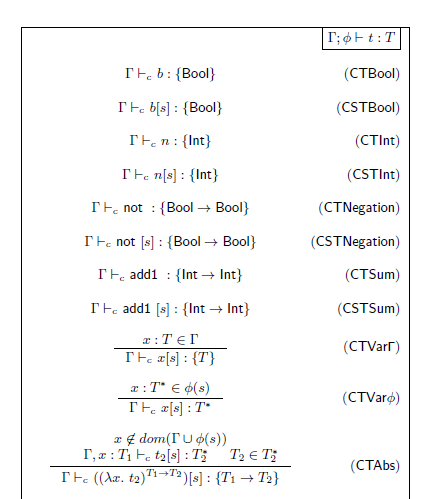 Γ; ϕ ⊢ t : T
Γ ⊢c b : {Bool} (CTBool)
Γ ⊢c b[s] : {Bool} (CSTBool)
Γ ⊢c n : {Int} (CTInt)
Γ ⊢c n[s] : {Int} (CSTInt)
Γ ⊢c not : {Bool → Bool} (CTNegation)
Γ ⊢c not [s] : {Bool → Bool} (CSTNegation)
Γ ⊢c add1 : {Int → Int} (CTSum)
Γ ⊢c add1 [s] : {Int → Int} (CSTSum)
x : T ∈ Γ
Γ ⊢c x[s] : {T} (CTVarΓ)
x : T* ∈ ϕ(s)
Γ ⊢c x[s] : T* (CTVarϕ)
x ∉ dom(Γ ∪ ϕ(s))
Γ, x : T₁ ⊢c t₂[s] : T₂* T₂ ∈ T₂*
Γ ⊢c ((λx. t₂)^{T₁→T₂})[s] : {T₁ → T₂} (CTAbs)